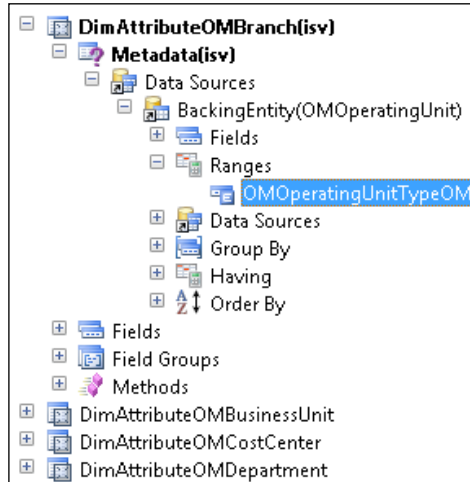 DimAttributeOMBranch(isv)
Metadata(isv)
Data Sources
BackingEntity(OMOperatingUnit)
Fields
Ranges
OMOperatingUnitTypeOM
Data Sources
Group By
Having
Order By
Fields
Field Groups
Methods
DimAttributeOMBusinessUnit
DimAttributeOMCostCenter
DimAttributeOMDepartment